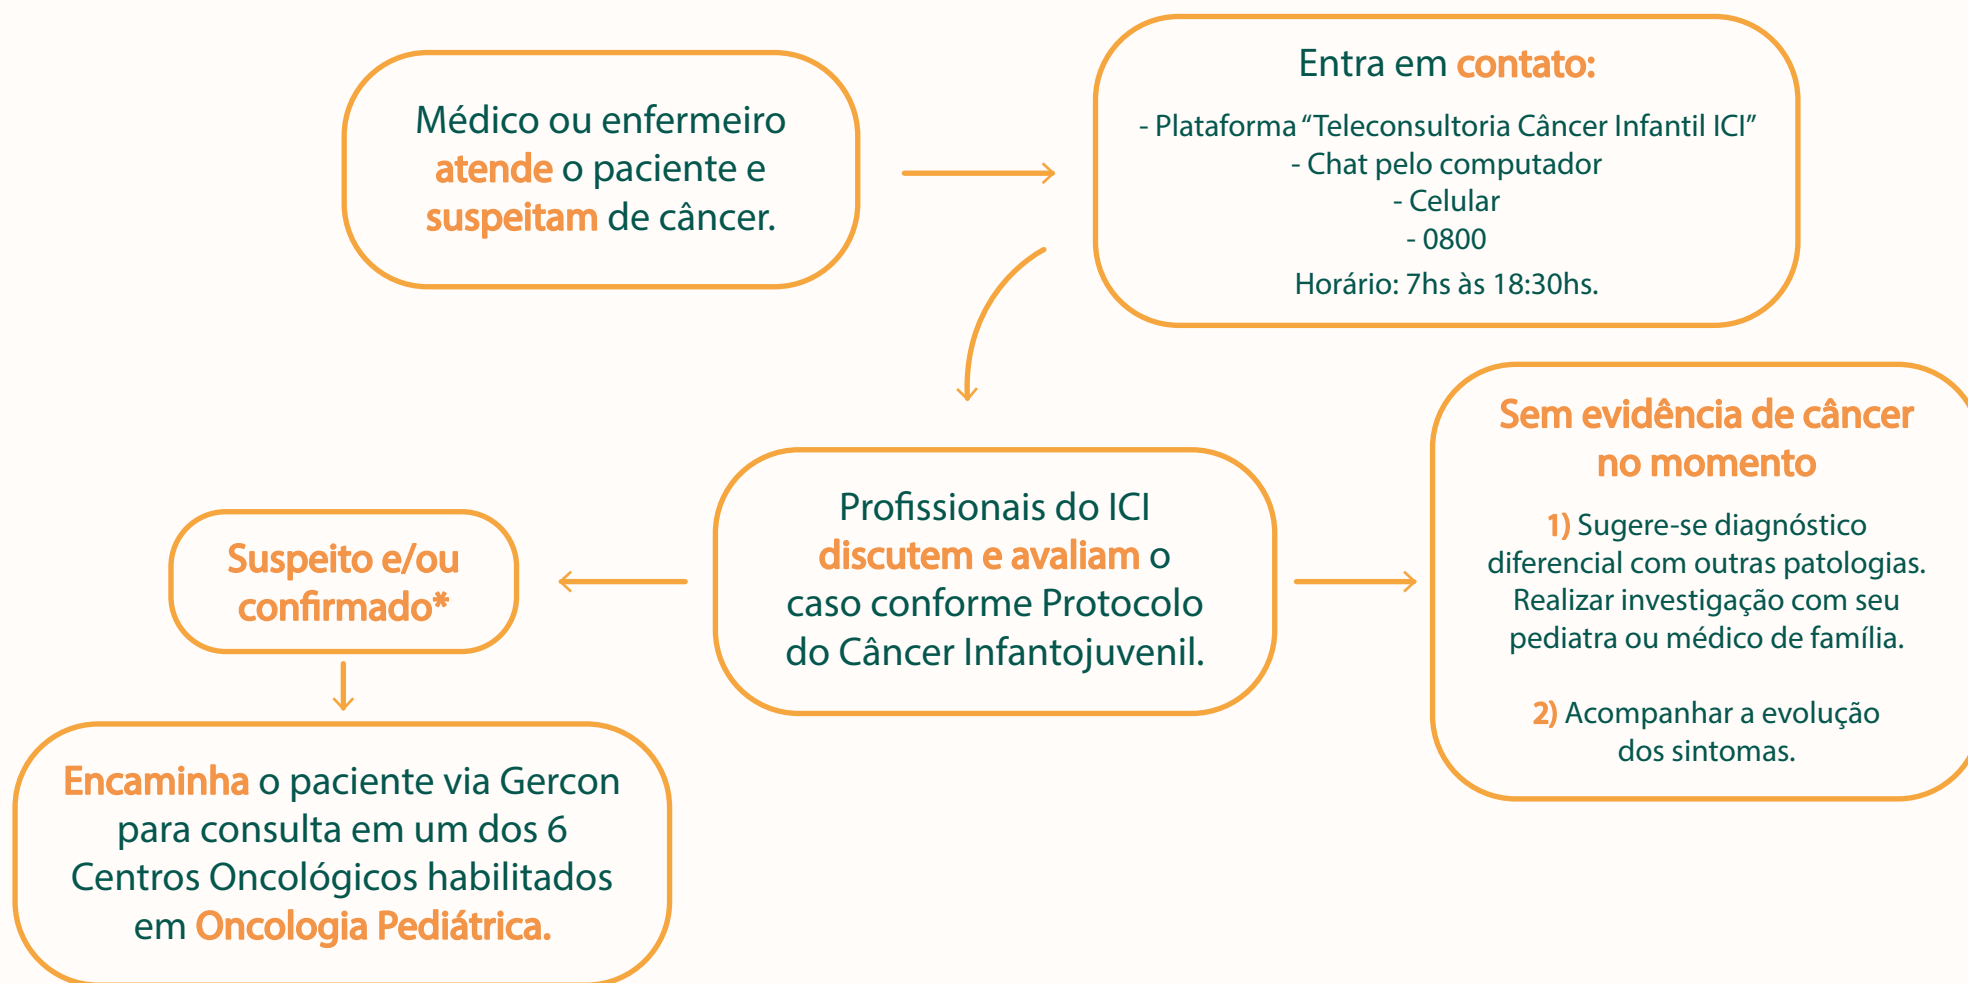 Médico ou enfermeiro
atende o paciente e
suspeitam de câncer.
Entra em contato:
- Plataforma “Teleconsultoria Câncer Infantil ICI”
- Chat pelo computador
- Celular
- 0800
Horário: 7hs às 18:30hs.
Profissionais do ICI
discutem e avaliam o
caso conforme Protocolo
do Câncer Infantojuvenil.
Sem evidência de câncer
no momento
1) Sugere-se diagnóstico
diferencial com outras patologias.
Realizar investigação com seu
pediatra ou médico de família.
2) Acompanhar a evolução
dos sintomas.
Suspeito e/ou
confirmado*
Encaminha o paciente via Gercon
para consulta em um dos 6
Centros Oncológicos habilitados
em Oncologia Pediátrica.